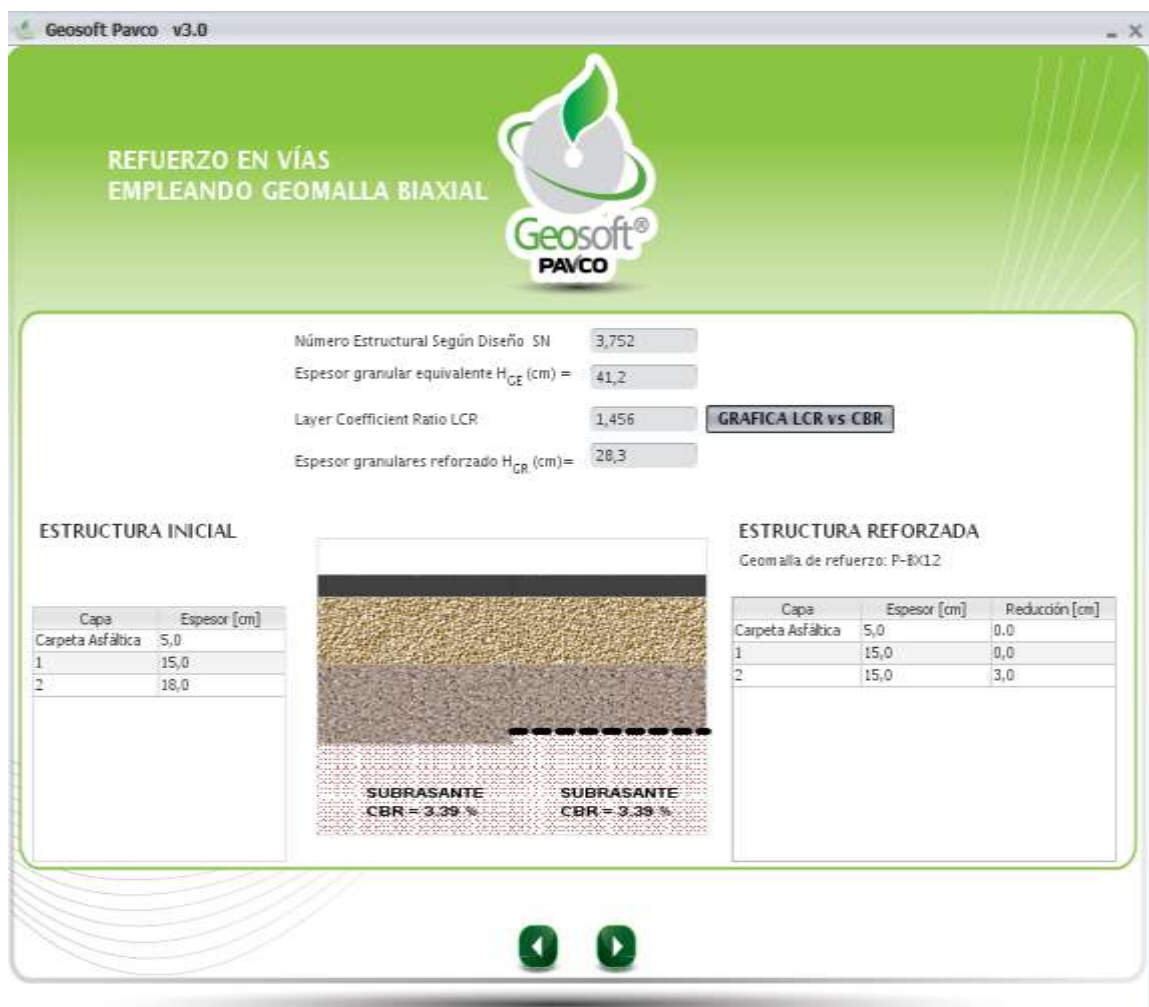 Geosoft Pavco v3.0
REFUERZO EN VÍAS
EMPLEANDO GEOMALLA BIAXIAL
Geosoft®
PAVCO
Número Estructural Según Diseño SN 3,752
Espesor granular equivalente HGE (cm) = 41,2
Layer Coefficient Ratio LCR 1,456 GRAFICA LCR vs CBR
Espesor granulares reforzado HGR (cm)= 28,3
ESTRUCTURA INICIAL
Capa Espesor [cm]
Carpeta Asfáltica 5,0
1 15,0
2 18,0
SUBRASANTE SUBRASANTE
CBR = 3.39 % CBR = 3.39 %
ESTRUCTURA REFORZADA
Geomalla de refuerzo: P-BX12
Capa Espesor [cm] Reducción [cm]
Carpeta Asfáltica 5,0 0.0
1 15,0 0,0
2 15,0 3,0